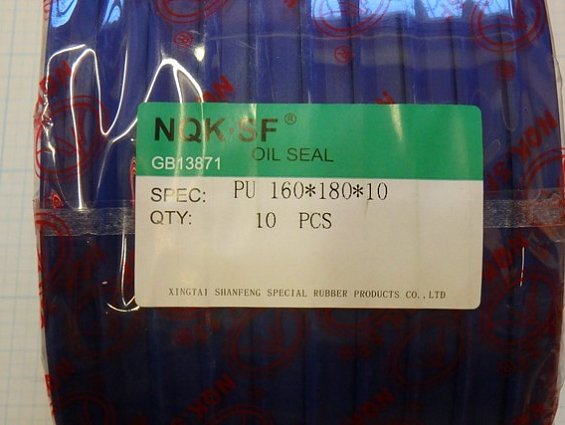 NQK·SF®
OIL SEAL
GB13871
SPEC: PU 160*180*10
QTY: 10 PCS
XINGTAI SHANFENG SPECIAL RUBBER PRODUCTS CO.,LTD